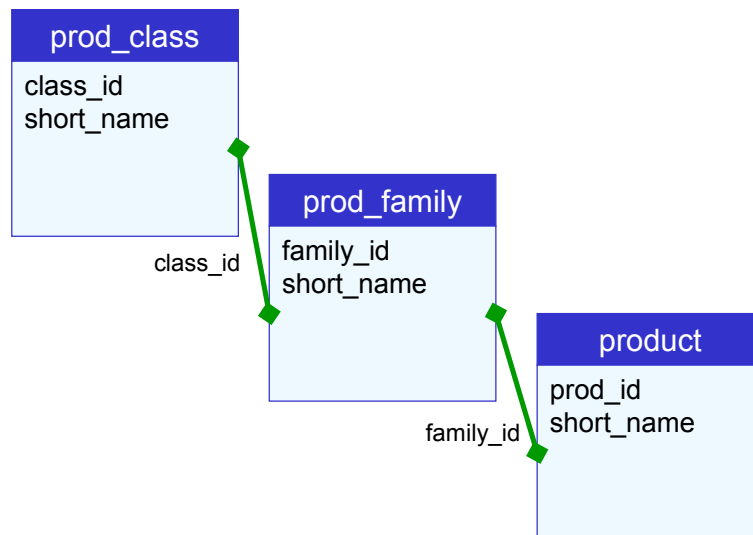 prod_class
class_id
short_name
prod_family
class_id
family_id
short_name
product
prod_id
short_name
family_id